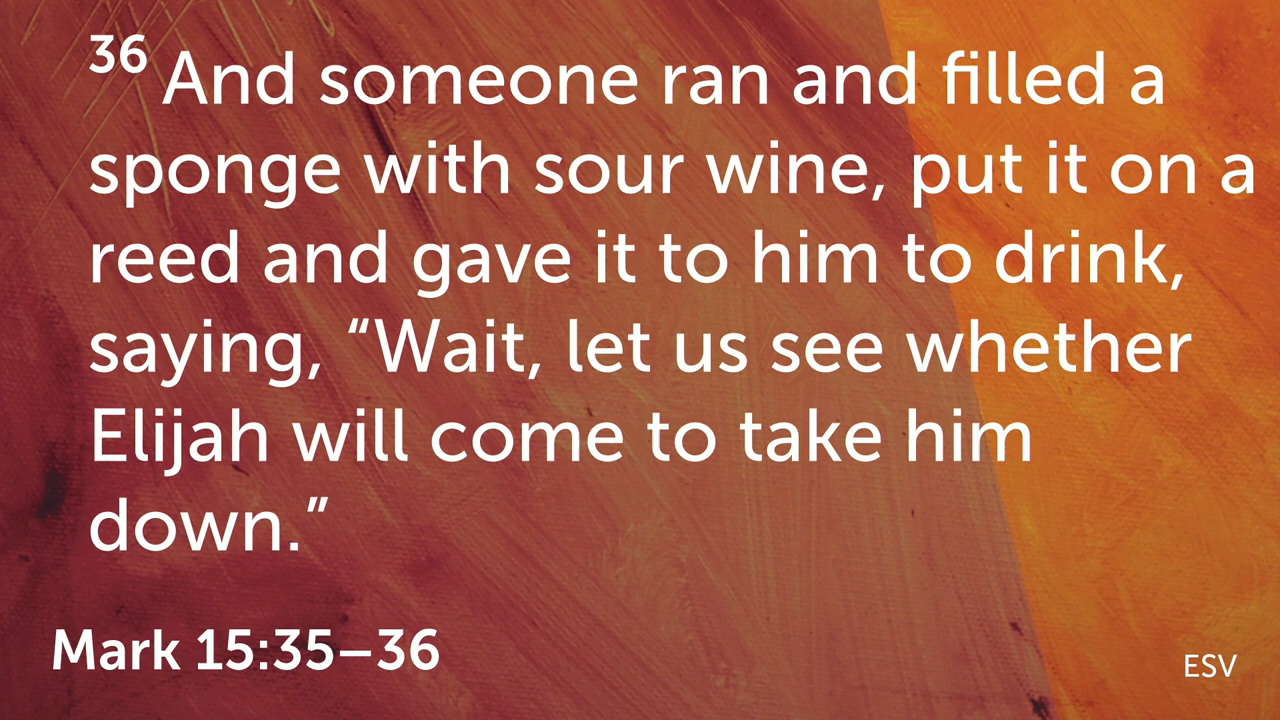 36 And someone ran and filled a
sponge with sour wine, put it on a
reed and gave it to him to drink,
saying, “Wait, let us see whether
Elijah will come to take him
down.”
Mark 15:35–36
ESV